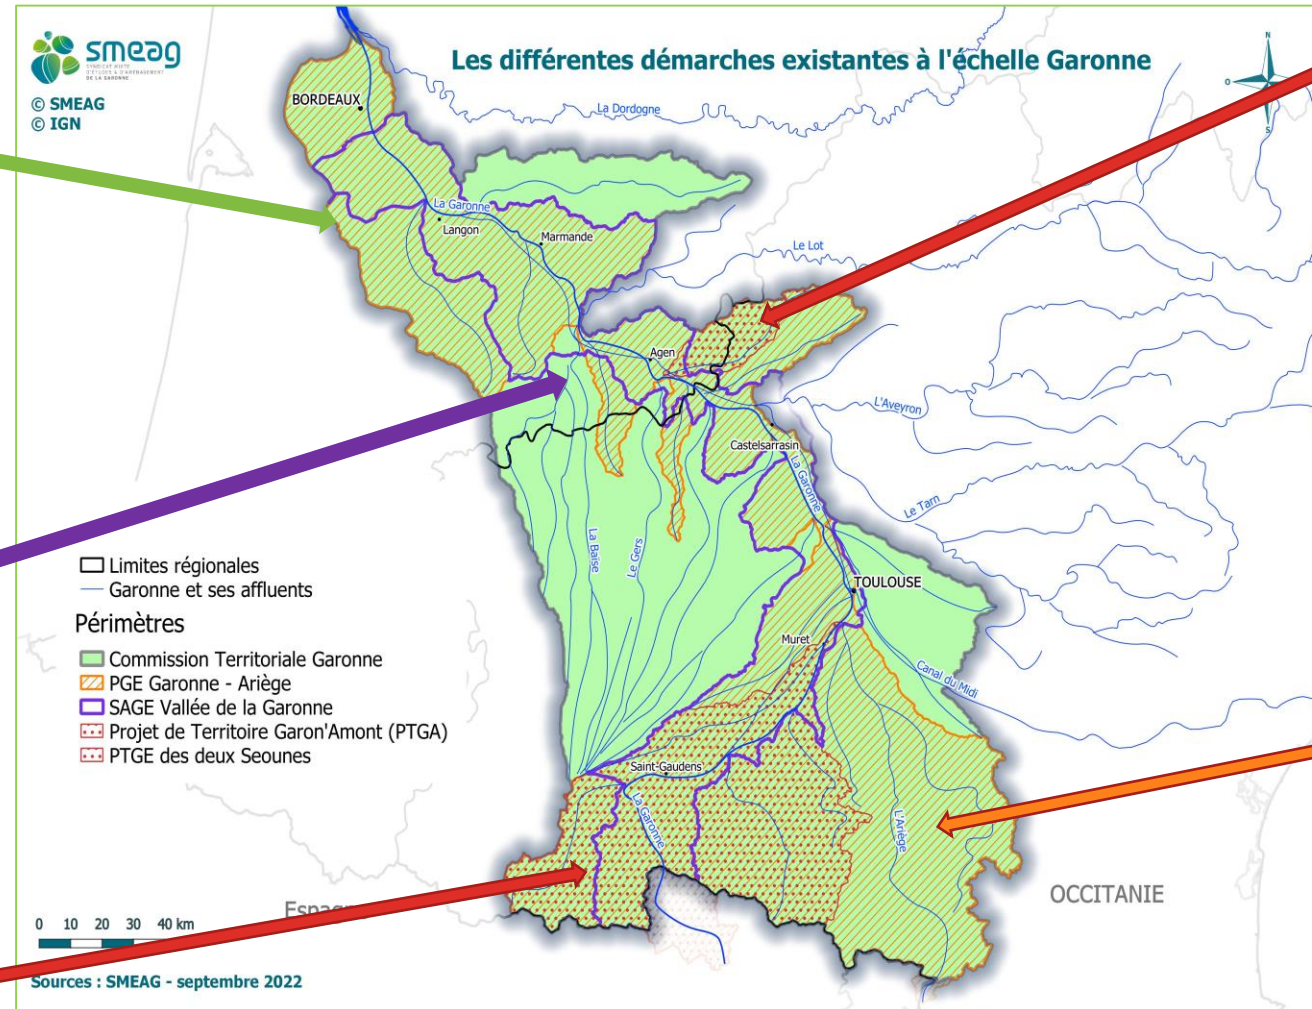 smeag
SYNDICAT MIXTE
D'ÉTUDES & D'AMÉNAGEMENT
DE LA GARONNE
© SMEAG
© IGN
Les différentes démarches existantes à l'échelle Garonne
N
O
S
La Dordogne
BORDEAUX
La Garonne
Langon
Marmande
Le Lot
Agen
L'Aveyron
Castelsarrasin
La Garonne
Le Tarn
La Baïse
Le Gers
TOULOUSE
Muret
Canal du Midi
Saint-Gaudens
La Garonne
L'Ariège
OCCITANIE
Limites régionales
Garonne et ses affluents
Périmètres
Commission Territoriale Garonne
PGE Garonne - Ariège
SAGE Vallée de la Garonne
Projet de Territoire Garon'Amont (PTGA)
PTGE des deux Seounes
0 10 20 30 40 km
Sources : SMEAG - septembre 2022